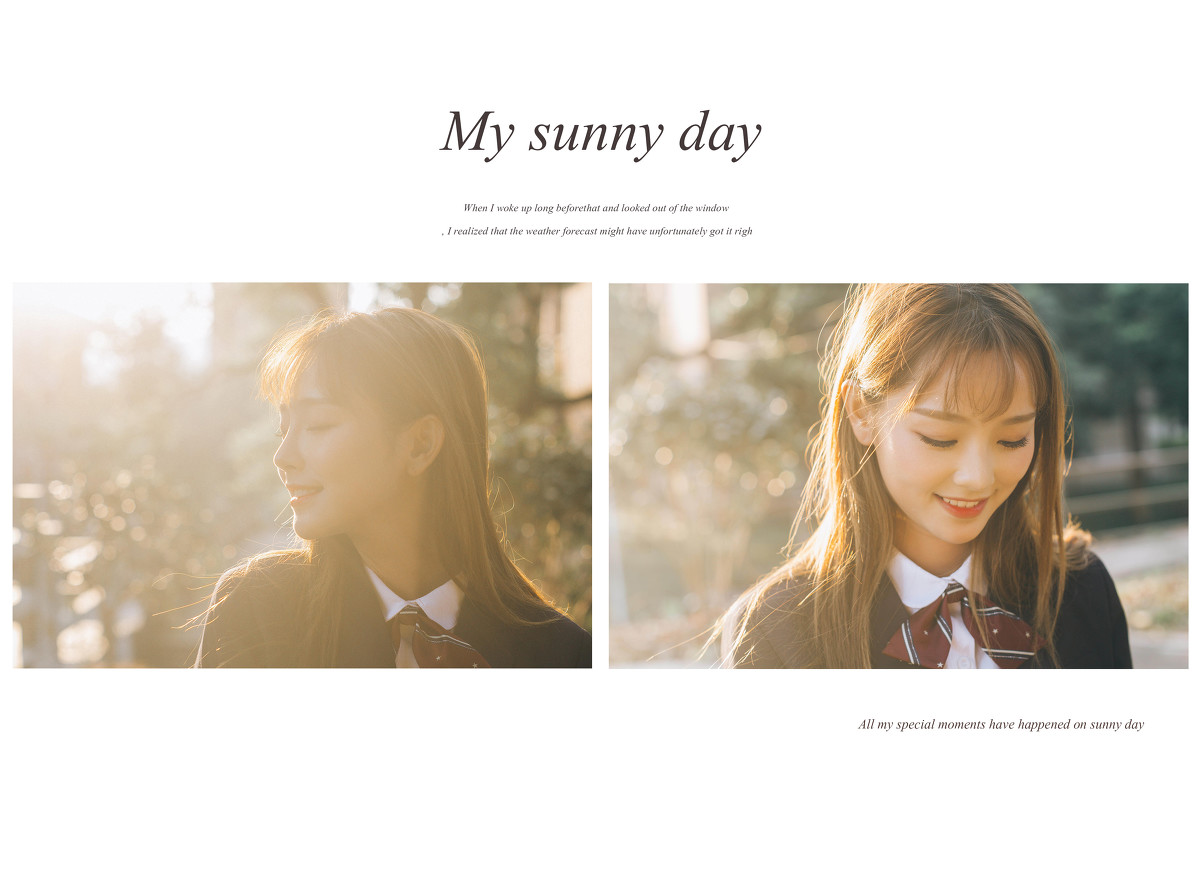 My sunny day
When I woke up long beforethat and looked out of the window
, I realized that the weather forecast might have unfortunately got it righ
All my special moments have happened on sunny day